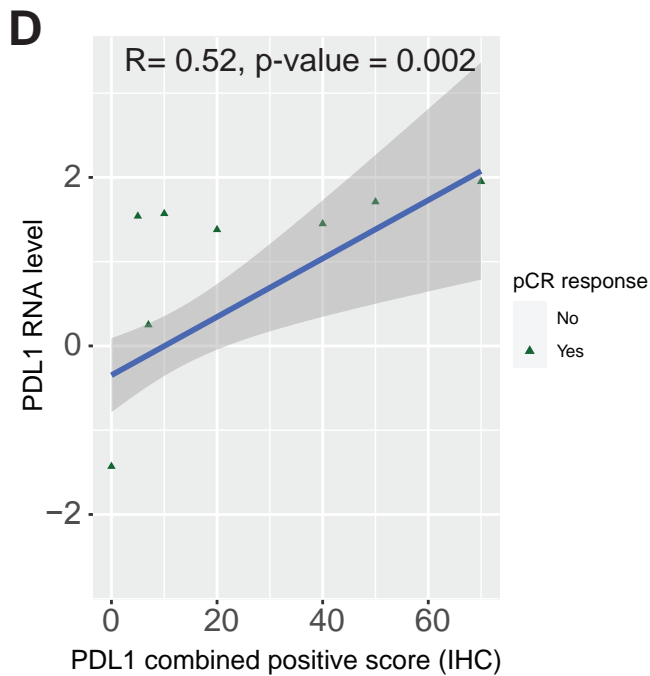 D
R= 0.52, p-value = 0.002
PDL1 RNA level
2
0
−2
0 20 40 60
PDL1 combined positive score (IHC)
pCR response
No
Yes